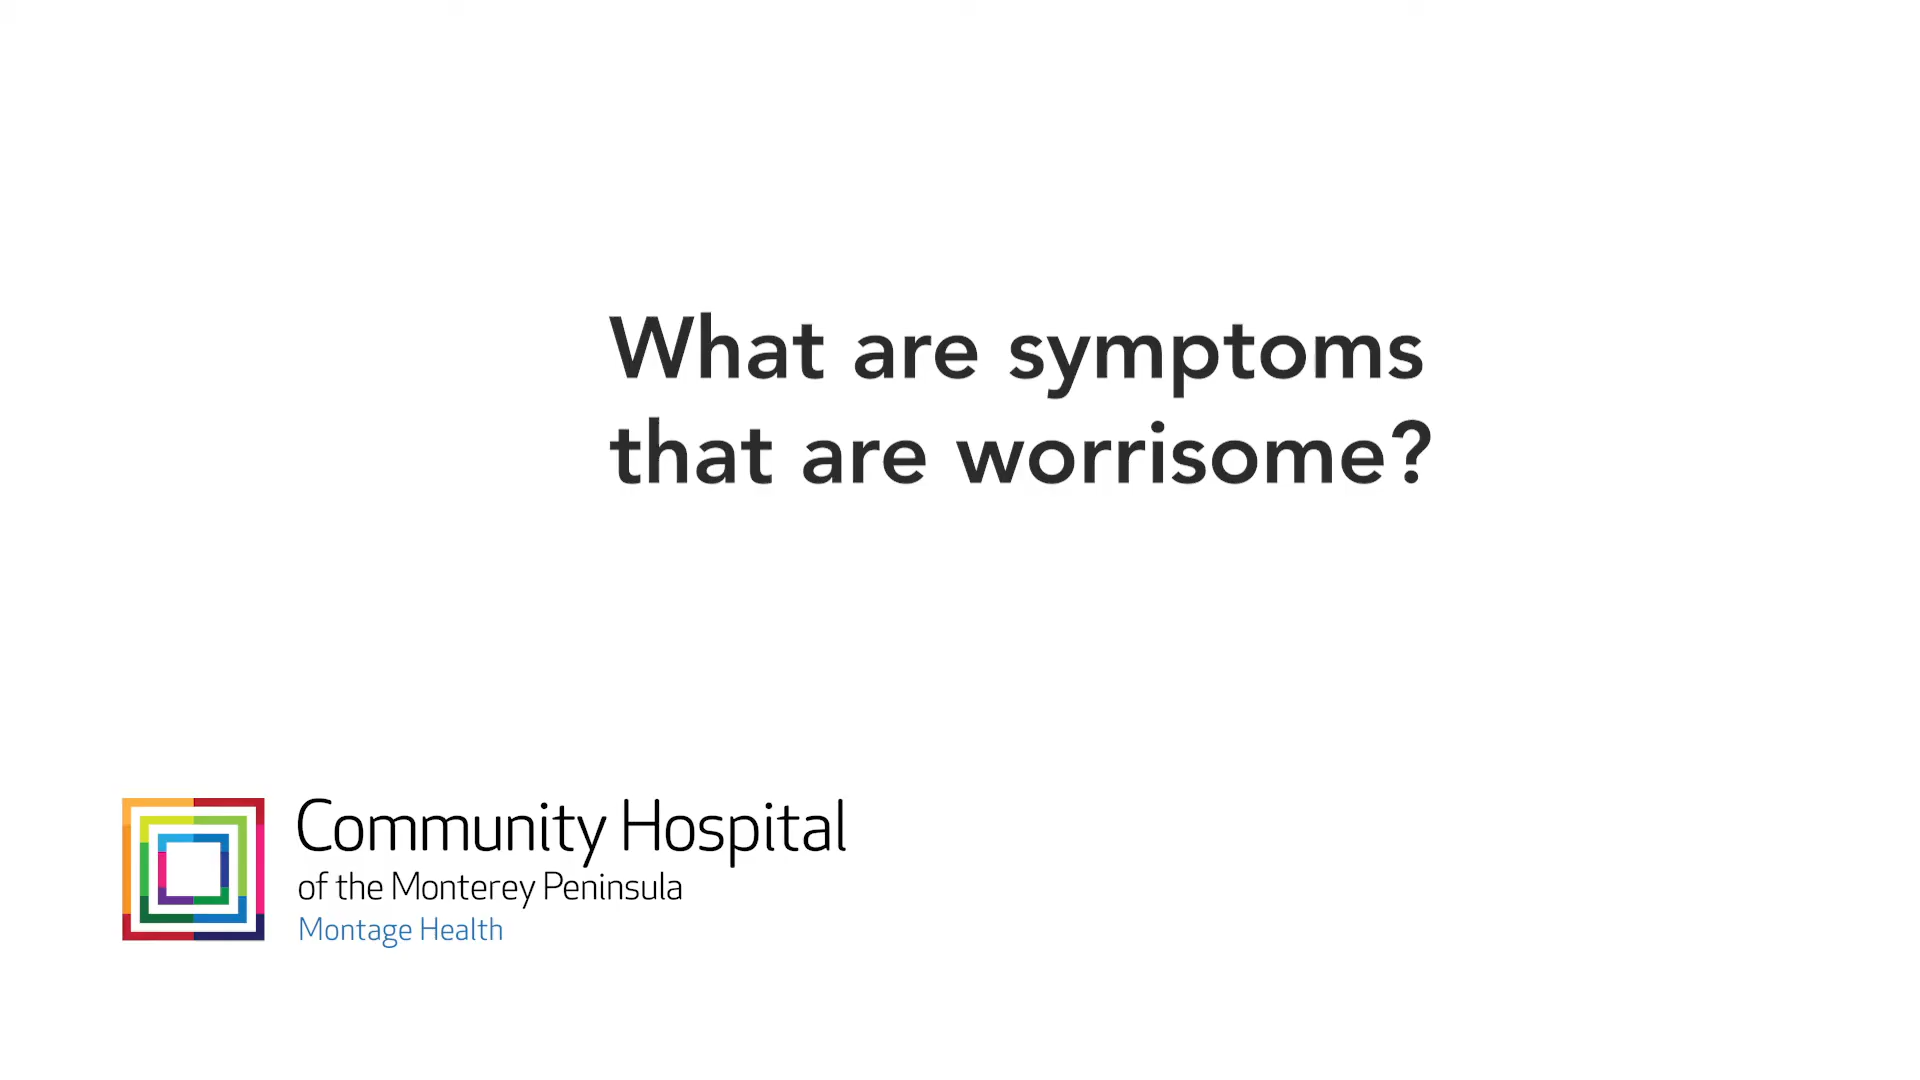 What are symptoms
that are worrisome?
Community Hospital
of the Monterey Peninsula
Montage Health